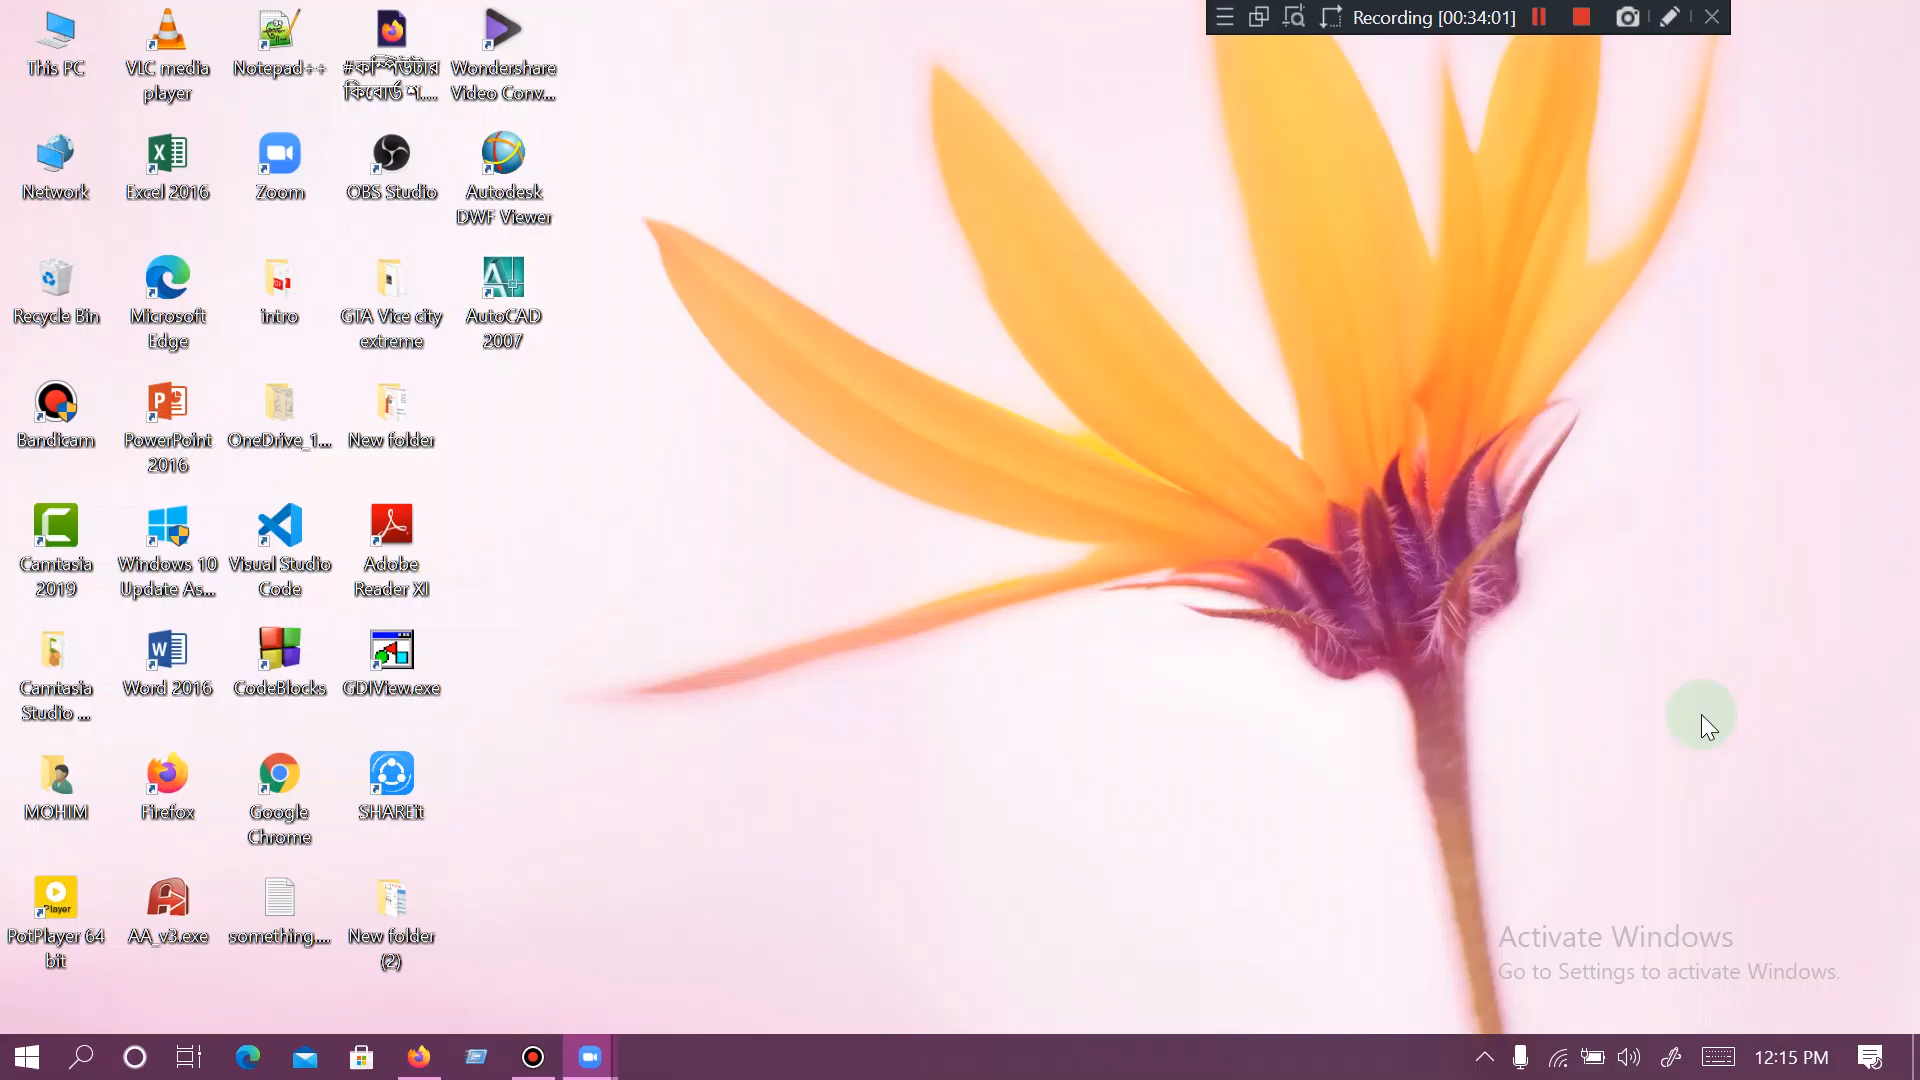 Recording [00:34:01]
This PC
VLC media
player
Notepad++
#কম্পিউটার
কিবোর্ড শ....
Wondershare
Video Conv...
Network
Excel 2016
Zoom
OBS Studio
Autodesk
DWF Viewer
Recycle Bin
Microsoft
Edge
intro
GTA Vice city
extreme
AutoCAD
2007
Bandicam
PowerPoint
2016
OneDrive_1...
New folder
Camtasia
2019
Windows 10
Update As...
Visual Studio
Code
Adobe
Reader XI
Camtasia
Studio ...
Word 2016
CodeBlocks
GDIView.exe
MOHIM
Firefox
Google
Chrome
SHAREit
PotPlayer 64
bit
AA_v3.exe
something....
New folder
(2)
Activate Windows
Go to Settings to activate Windows.
12:15 PM